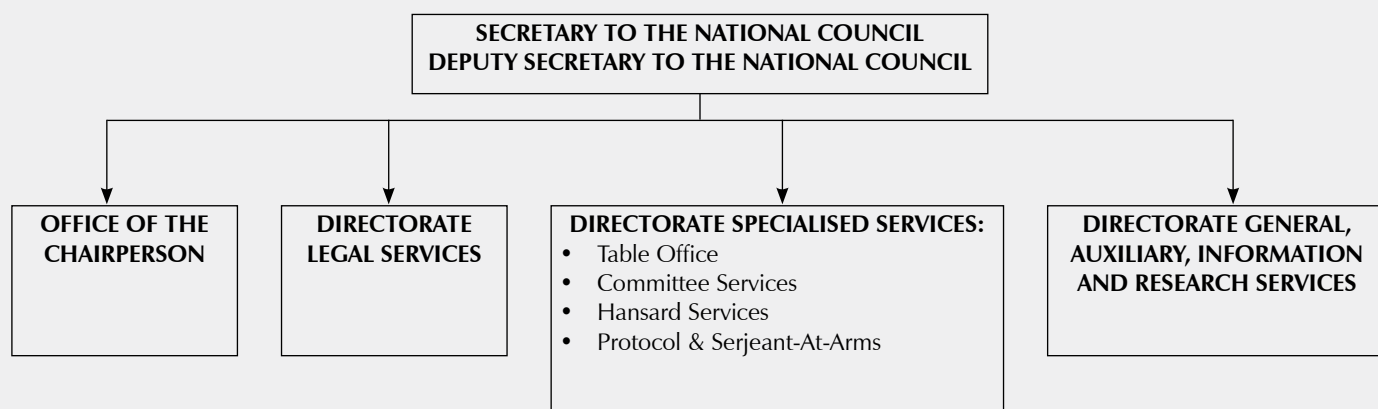 SECRETARY TO THE NATIONAL COUNCIL
DEPUTY SECRETARY TO THE NATIONAL COUNCIL
OFFICE OF THE
CHAIRPERSON
DIRECTORATE
LEGAL SERVICES
DIRECTORATE SPECIALISED SERVICES:
• Table Office
• Committee Services
• Hansard Services
• Protocol & Serjeant-At-Arms
DIRECTORATE GENERAL,
AUXILIARY, INFORMATION
AND RESEARCH SERVICES